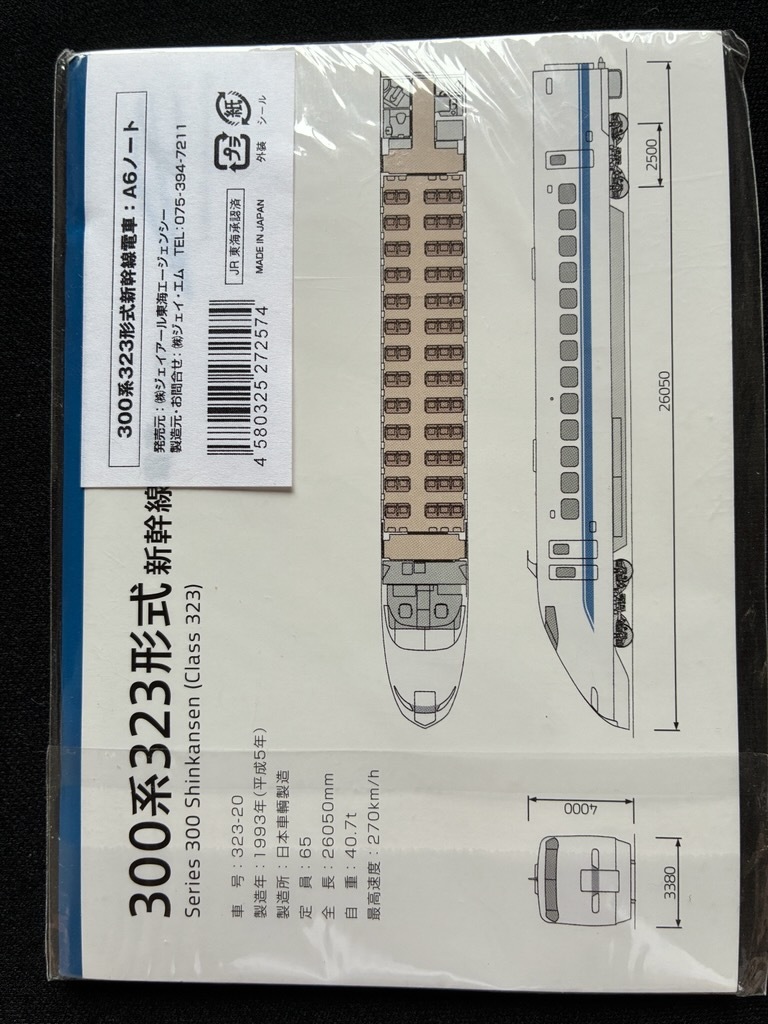 300系323形式新幹線電車：A6ノート
発売元：㈱ジェイアール東海エージェンシー
製造元・お問合せ：㈱ジェイ・エム TEL：075-394-7211
JR東海承認済
MADE IN JAPAN
プラ
紙
外装
シール
4 580325 272574
300系323形式 新幹線
Series 300 Shinkansen (Class 323)
車 号：323-20
製造年：1993年(平成5年)
製造所：日本車輌製造
定 員：65
全 長：26050mm
自 重：40.7t
最高速度：270km/h
2500
26050
4000
3380